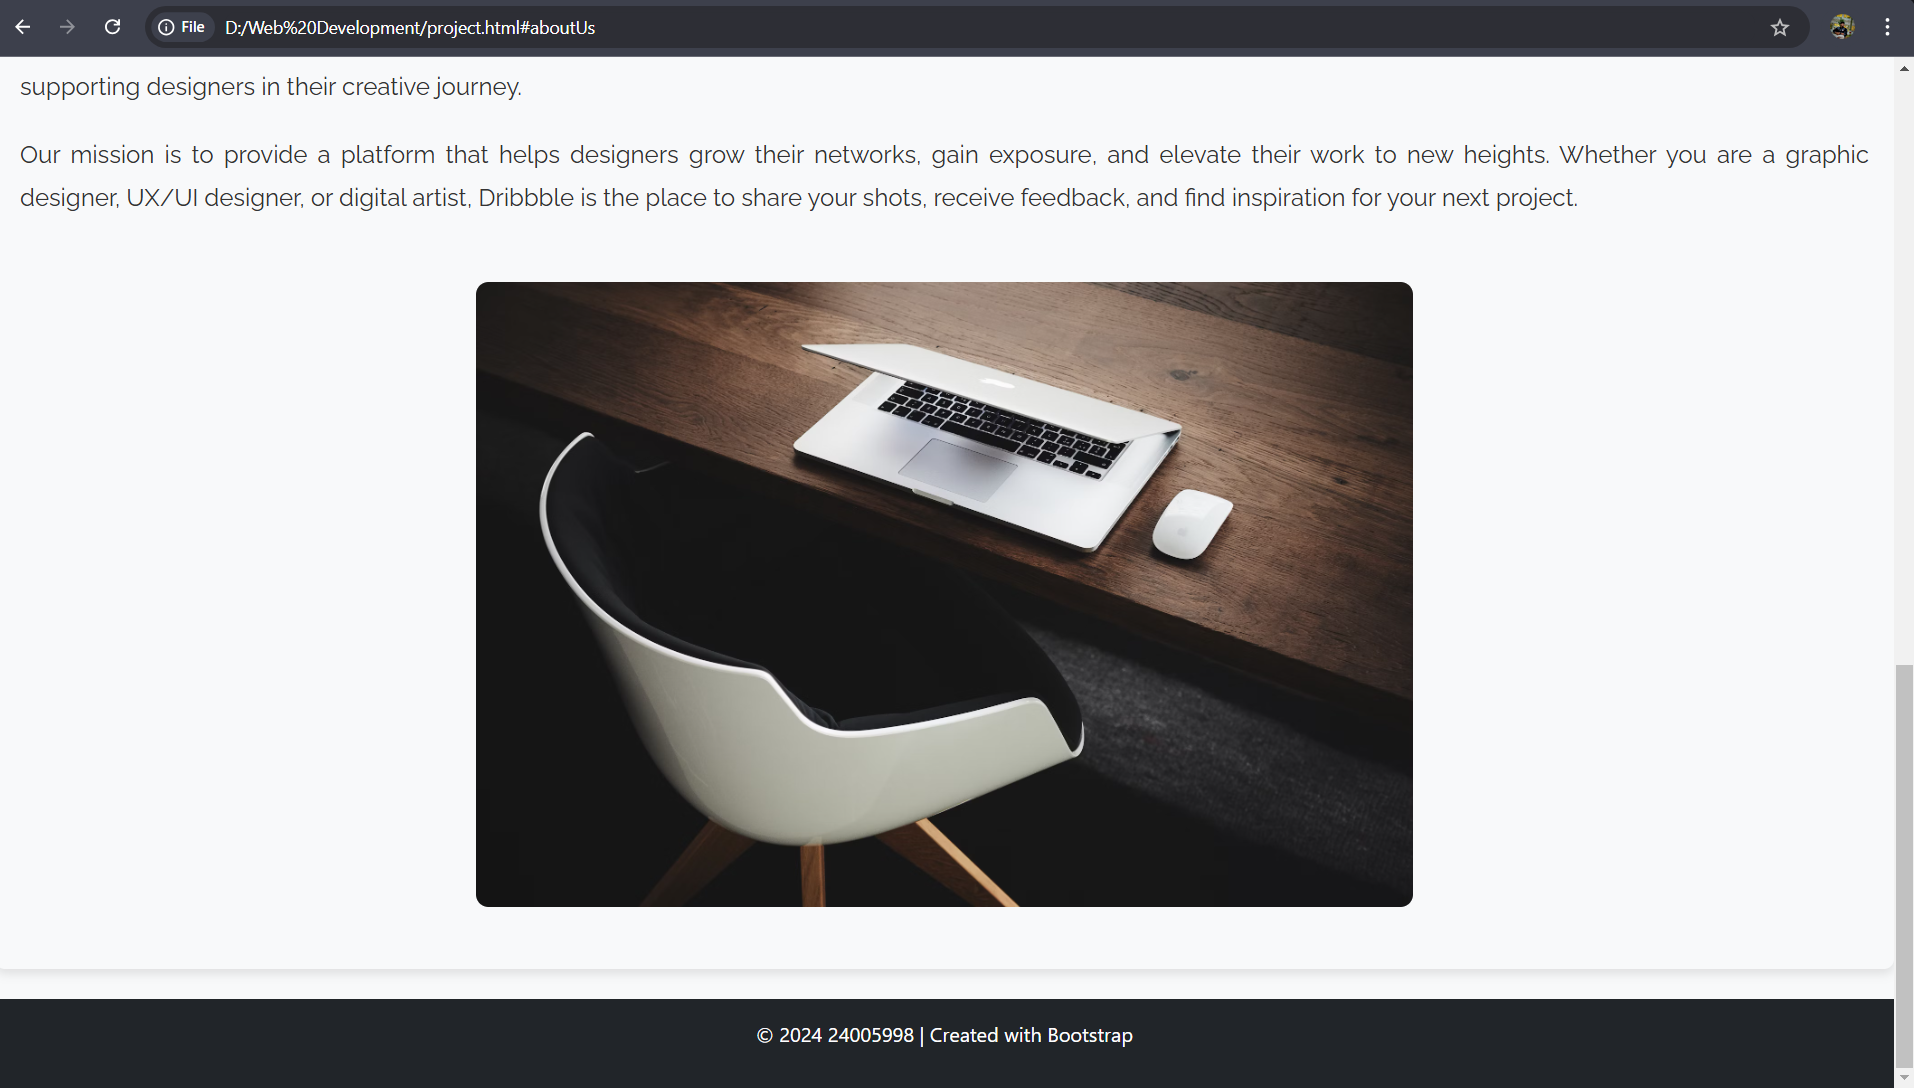 File D:/Web%20Development/project.html#aboutUs
supporting designers in their creative journey.
Our mission is to provide a platform that helps designers grow their networks, gain exposure, and elevate their work to new heights. Whether you are a graphic
designer, UX/UI designer, or digital artist, Dribbble is the place to share your shots, receive feedback, and find inspiration for your next project.
© 2024 24005998 | Created with Bootstrap